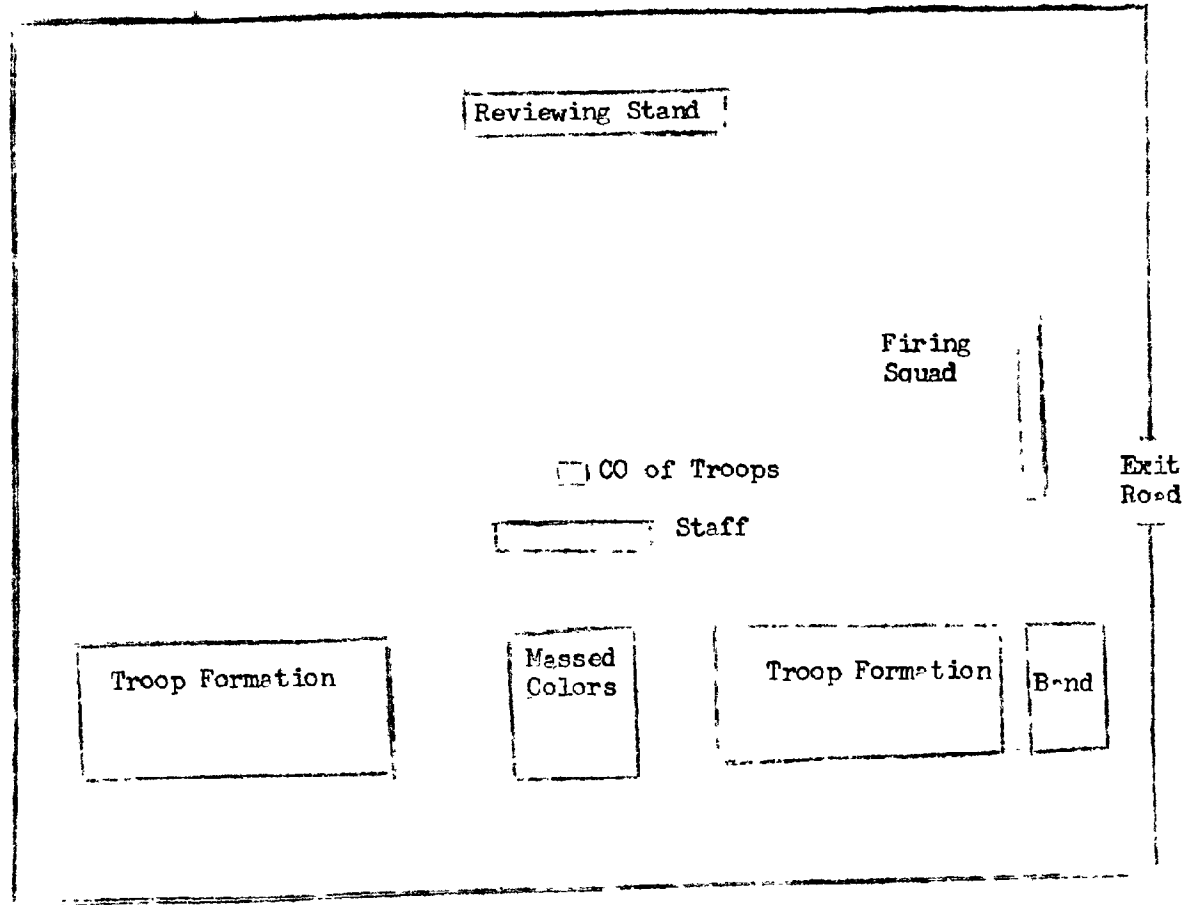 Reviewing Stand
Firing
Squad
CO of Troops
Exit
Road
Staff
Troop Formation
Massed
Colors
Troop Formation
Band